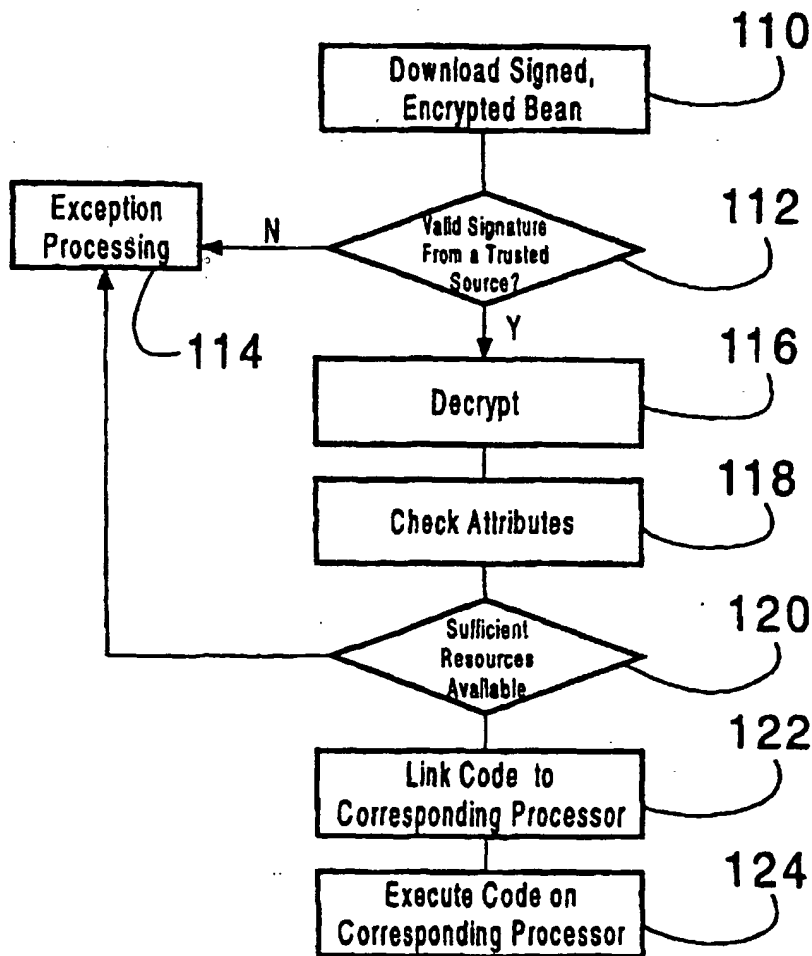 110
Download Signed,
Encrypted Bean
112
Valid Signature
From a Trusted
Source?
N
Exception
Processing
114
Y
116
Decrypt
118
Check Attributes
120
Sufficient
Resources
Available
122
Link Code to
Corresponding Processor
124
Execute Code on
Corresponding Processor